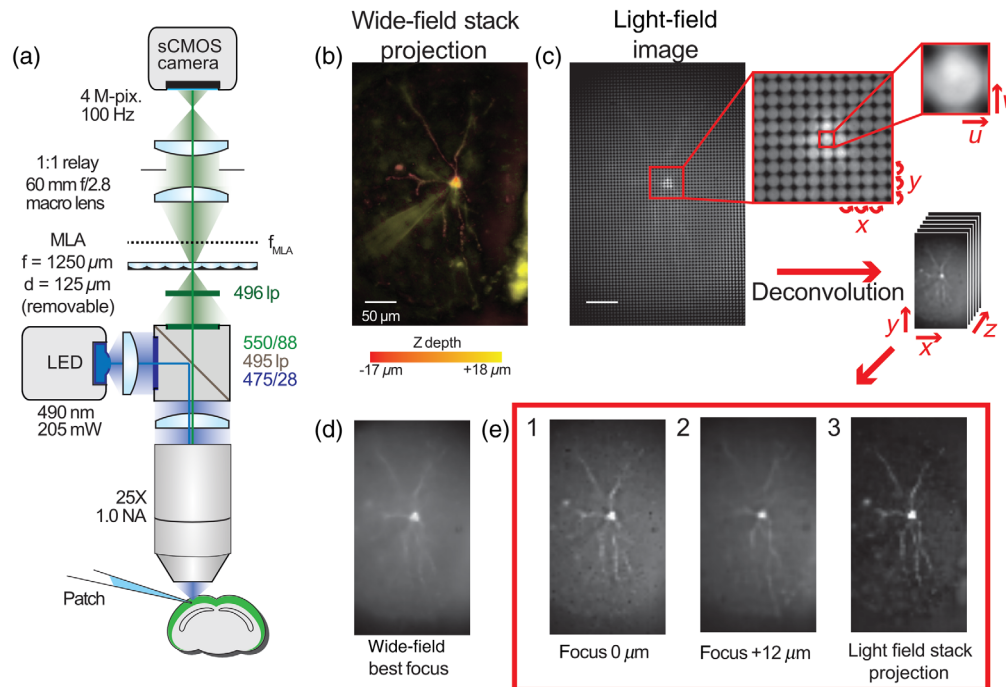 (a)
sCMOS
camera
4 M-pix.
100 Hz
1:1 relay
60 mm f/2.8
macro lens
MLA
f = 1250 µm
d = 125 µm
(removable)
f_MLA
496 lp
LED
550/88
495 lp
475/28
490 nm
205 mW
25X
1.0 NA
Patch
Wide-field stack
projection
(b)
50 µm
Z depth
-17 µm
+18 µm
Light-field
image
(c)
v
u
y
x
Deconvolution
y
x
z
(d)
Wide-field
best focus
(e)
1
2
3
Focus 0 µm
Focus +12 µm
Light field stack
projection